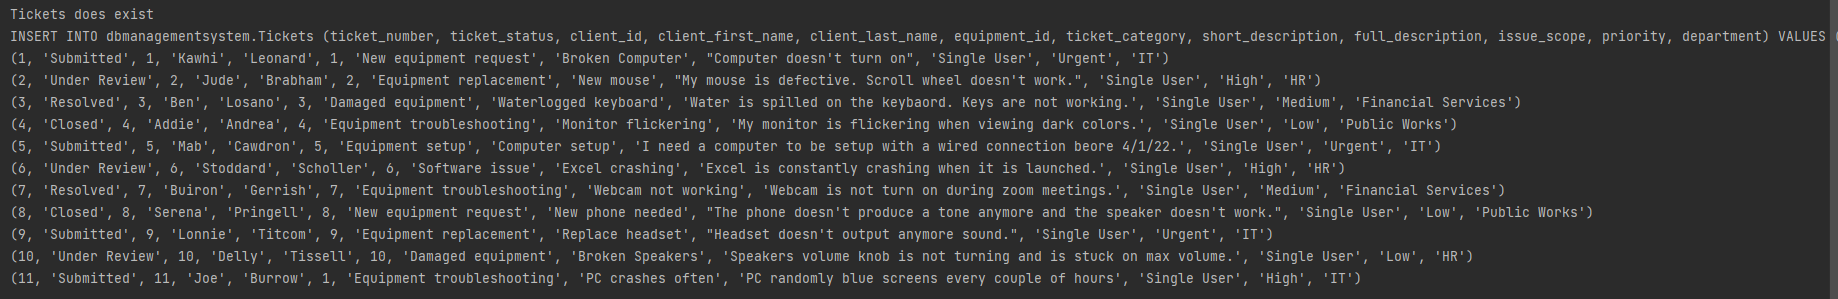 Tickets does exist
INSERT INTO dbmanagementsystem.Tickets (ticket_number, ticket_status, client_id, client_first_name, client_last_name, equipment_id, ticket_category, short_description, full_description, issue_scope, priority, department) VALUES (
(1, 'Submitted', 1, 'Kawhi', 'Leonard', 1, 'New equipment request', 'Broken Computer', "Computer doesn't turn on", 'Single User', 'Urgent', 'IT')
(2, 'Under Review', 2, 'Jude', 'Brabham', 2, 'Equipment replacement', 'New mouse', "My mouse is defective. Scroll wheel doesn't work.", 'Single User', 'High', 'HR')
(3, 'Resolved', 3, 'Ben', 'Losano', 3, 'Damaged equipment', 'Waterlogged keyboard', 'Water is spilled on the keybaord. Keys are not working.', 'Single User', 'Medium', 'Financial Services')
(4, 'Closed', 4, 'Addie', 'Andrea', 4, 'Equipment troubleshooting', 'Monitor flickering', 'My monitor is flickering when viewing dark colors.', 'Single User', 'Low', 'Public Works')
(5, 'Submitted', 5, 'Mab', 'Cawdron', 5, 'Equipment setup', 'Computer setup', 'I need a computer to be setup with a wired connection beore 4/1/22.', 'Single User', 'Urgent', 'IT')
(6, 'Under Review', 6, 'Stoddard', 'Scholler', 6, 'Software issue', 'Excel crashing', 'Excel is constantly crashing when it is launched.', 'Single User', 'High', 'HR')
(7, 'Resolved', 7, 'Buiron', 'Gerrish', 7, 'Equipment troubleshooting', 'Webcam not working', 'Webcam is not turn on during zoom meetings.', 'Single User', 'Medium', 'Financial Services')
(8, 'Closed', 8, 'Serena', 'Pringell', 8, 'New equipment request', 'New phone needed', "The phone doesn't produce a tone anymore and the speaker doesn't work.", 'Single User', 'Low', 'Public Works')
(9, 'Submitted', 9, 'Lonnie', 'Titcom', 9, 'Equipment replacement', 'Replace headset', "Headset doesn't output anymore sound.", 'Single User', 'Urgent', 'IT')
(10, 'Under Review', 10, 'Delly', 'Tissell', 10, 'Damaged equipment', 'Broken Speakers', 'Speakers volume knob is not turning and is stuck on max volume.', 'Single User', 'Low', 'HR')
(11, 'Submitted', 11, 'Joe', 'Burrow', 1, 'Equipment troubleshooting', 'PC crashes often', 'PC randomly blue screens every couple of hours', 'Single User', 'High', 'IT')